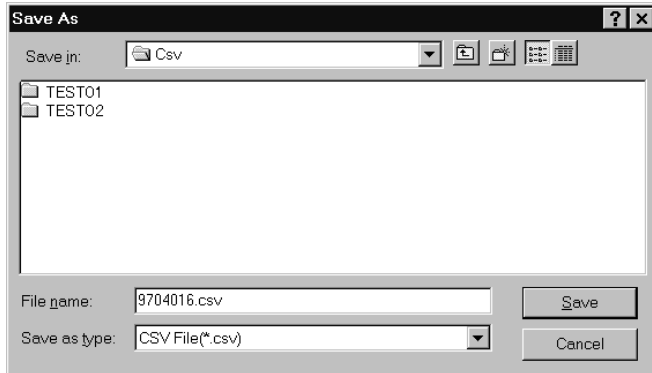 Save As
Save in:
Csv
TEST01
TEST02
File name:
9704016.csv
Save
Save as type:
CSV File(*.csv)
Cancel